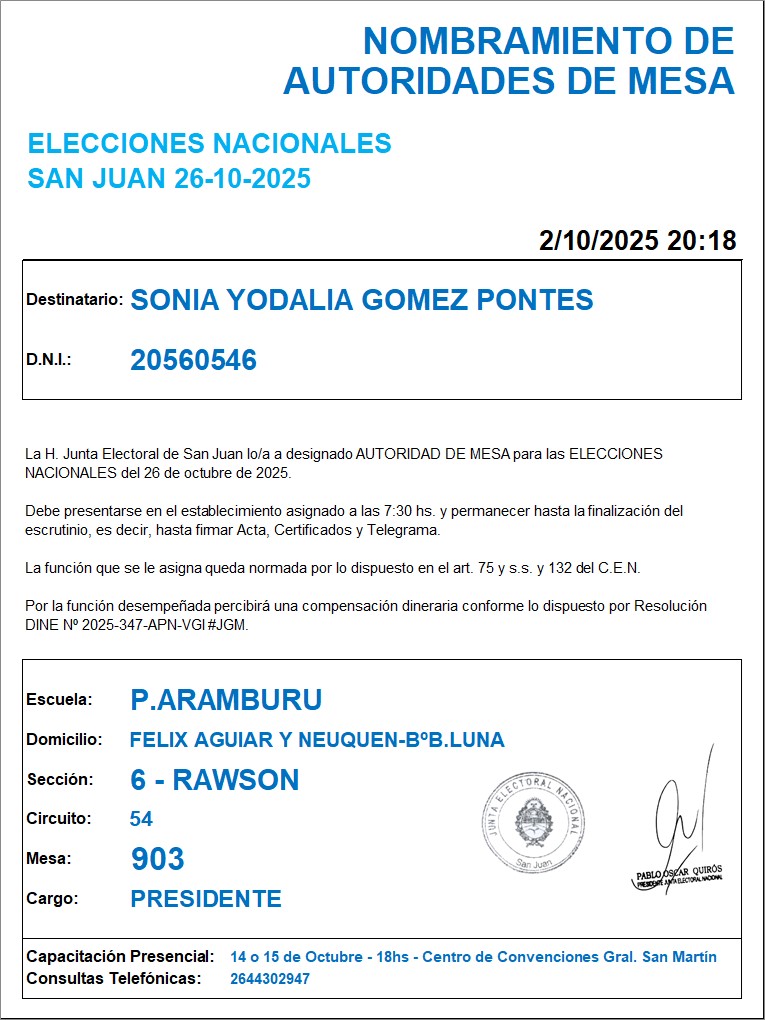 NOMBRAMIENTO DE
AUTORIDADES DE MESA
ELECCIONES NACIONALES
SAN JUAN 26-10-2025
2/10/2025 20:18
Destinatario: SONIA YODALIA GOMEZ PONTES
D.N.I.: 20560546
La H. Junta Electoral de San Juan lo/a a designado AUTORIDAD DE MESA para las ELECCIONES
NACIONALES del 26 de octubre de 2025.
Debe presentarse en el establecimiento asignado a las 7:30 hs. y permanecer hasta la finalización del
escrutinio, es decir, hasta firmar Acta, Certificados y Telegrama.
La función que se le asigna queda normada por lo dispuesto en el art. 75 y s.s. y 132 del C.E.N.
Por la función desempeñada percibirá una compensación dineraria conforme lo dispuesto por Resolución
DINE Nº 2025-347-APN-VGI#JGM.
Escuela: P.ARAMBURU
Domicilio: FELIX AGUIAR Y NEUQUEN-BºB.LUNA
Sección: 6 - RAWSON
Circuito: 54
Mesa: 903
Cargo: PRESIDENTE
JUNTA ELECTORAL NACIONAL
San Juan
PABLO OSCAR QUIRÓS
PRESIDENTE JUNTA ELECTORAL NACIONAL
Capacitación Presencial: 14 o 15 de Octubre - 18hs - Centro de Convenciones Gral. San Martín
Consultas Telefónicas: 2644302947